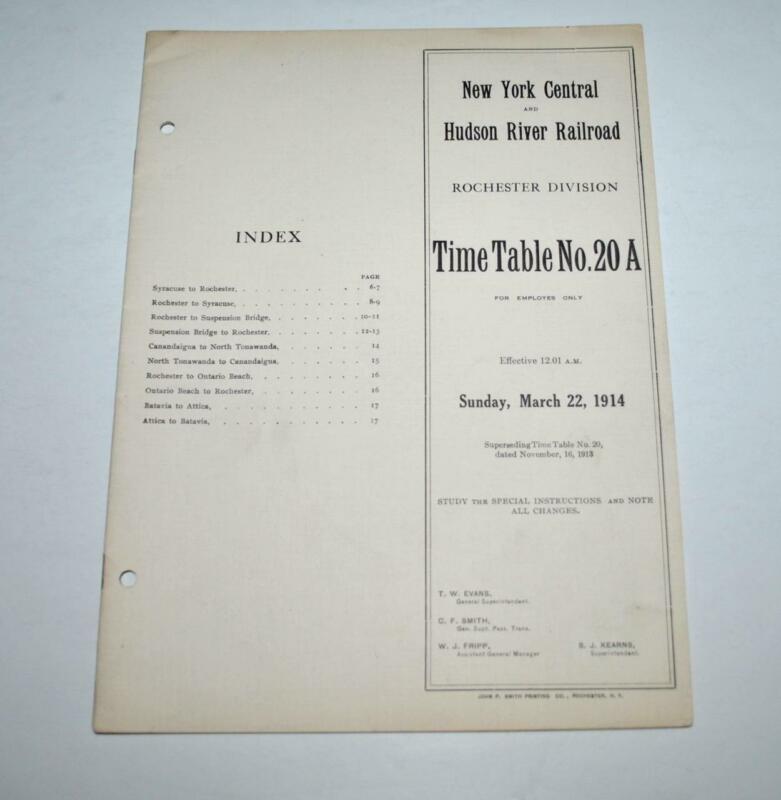 INDEX
PAGE
Syracuse to Rochester, . . . . . . . . . . 6-7
Rochester to Syracuse, . . . . . . . . . . 8-9
Rochester to Suspension Bridge, . . . . . . . . 10-11
Suspension Bridge to Rochester, . . . . . . . . 12-13
Canandaigua to North Tonawanda, . . . . . . . 14
North Tonawanda to Canandaigua, . . . . . . . 15
Rochester to Ontario Beach, . . . . . . . . . 16
Ontario Beach to Rochester, . . . . . . . . . 16
Batavia to Attica, . . . . . . . . . . . 17
Attica to Batavia, . . . . . . . . . . . 17
New York Central
AND
Hudson River Railroad
ROCHESTER DIVISION
Time Table No. 20 A
FOR EMPLOYES ONLY
Effective 12.01 A.M.
Sunday, March 22, 1914
Superseding Time Table No. 20,
dated November, 16, 1913
STUDY THE SPECIAL INSTRUCTIONS AND NOTE
ALL CHANGES.
T. W. EVANS,
General Superintendent.
C. F. SMITH,
Gen. Supt. Pass. Trans.
W. J. FRIPP,
Assistant General Manager
S. J. KEARNS,
Superintendent.
JOHN P. SMITH PRINTING CO., ROCHESTER, N. Y.